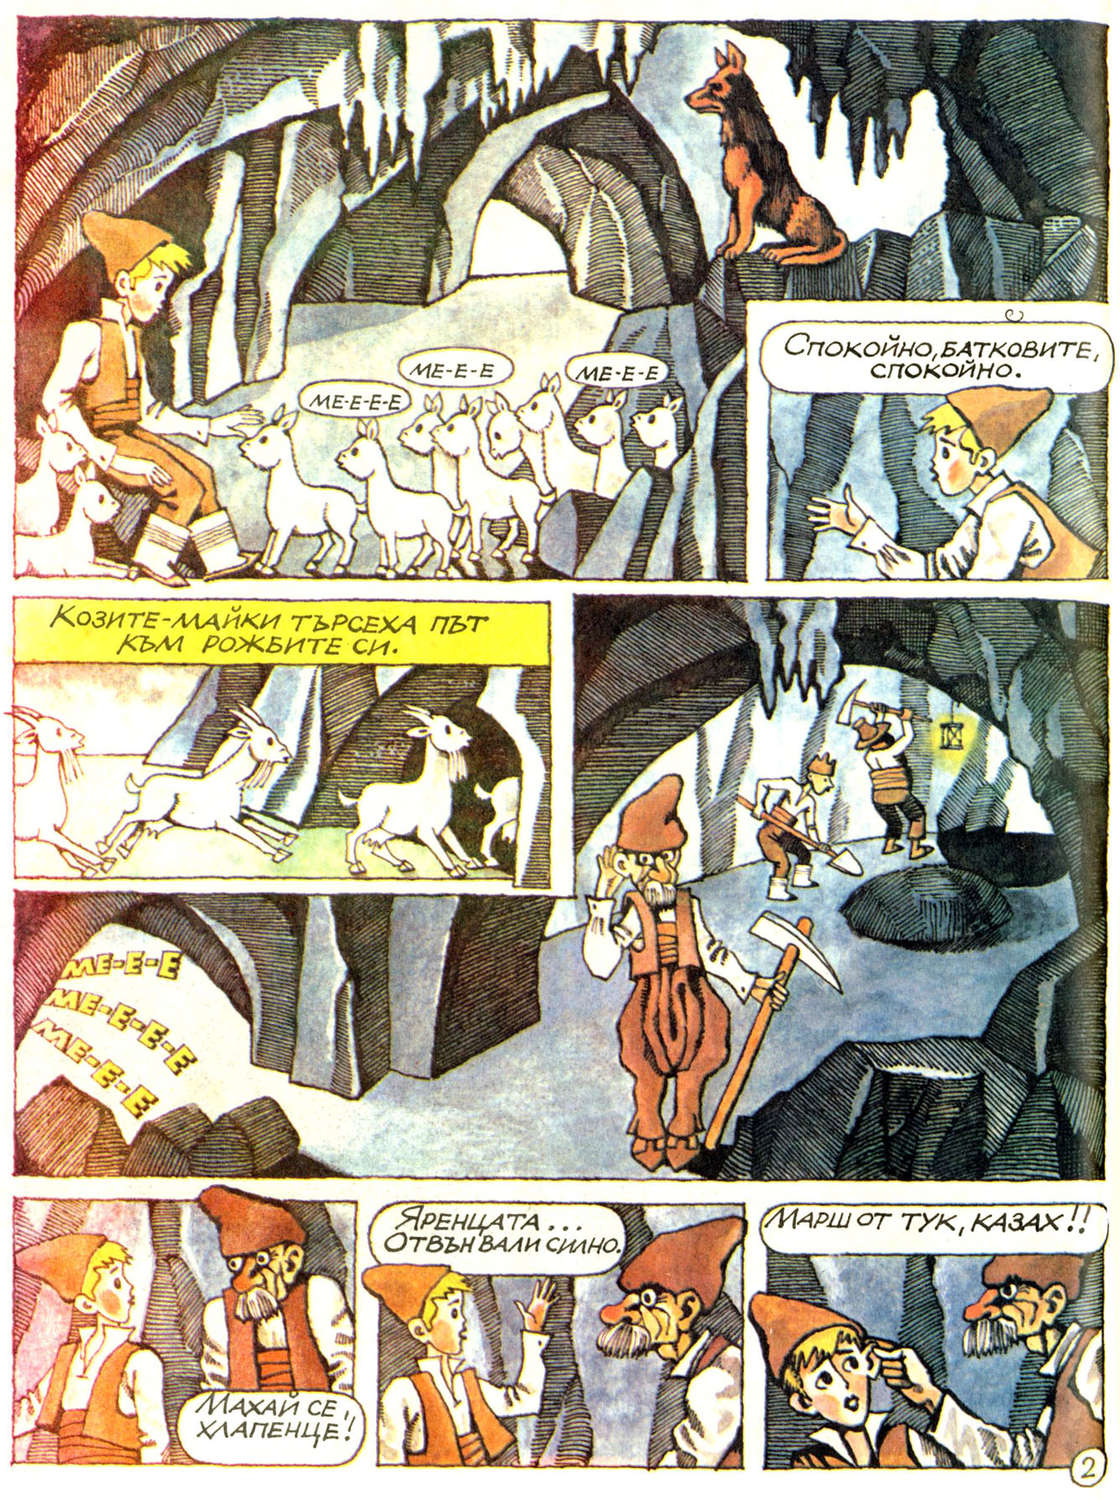 МЕ-Е-Е
МЕ-Е-Е
МЕ-Е-Е-Е
СПОКОЙНО, БАТКОВИТЕ,
СПОКОЙНО.
КОЗИТЕ-МАЙКИ ТЪРСЕХА ПЪТ
КЪМ РОЖБИТЕ СИ.
МЕ-Е-Е
МЕ-Е-Е-Е
МЕ-Е-Е
МАХАЙ СЕ,
ХЛАПЕНЦЕ!
ЯРЕНЦАТА...
ОТВЪН ВАЛИ СИЛНО.
МАРШ ОТ ТУК, КАЗАХ!!
2